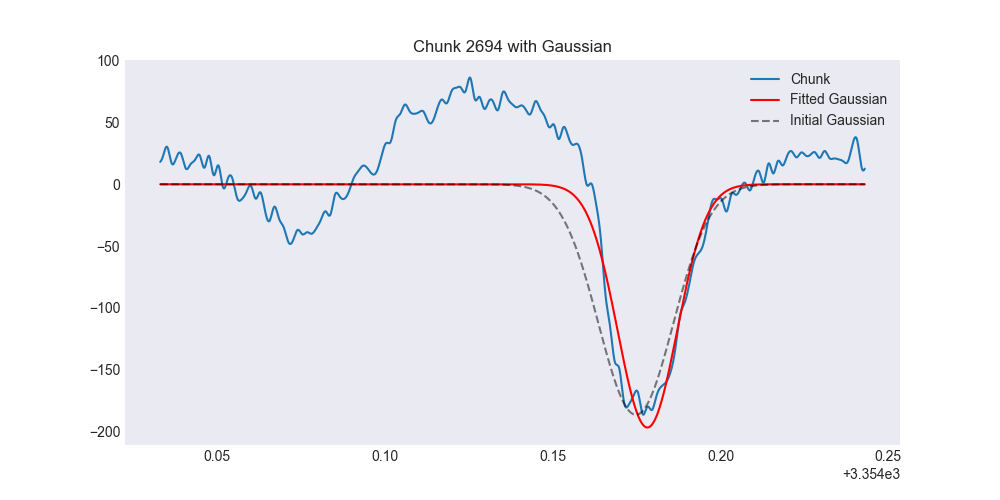 Chunk 2694 with Gaussian
100
50
0
−50
−100
−150
−200
Chunk
Fitted Gaussian
Initial Gaussian
0.05 0.10 0.15 0.20 0.25
+3.354e3